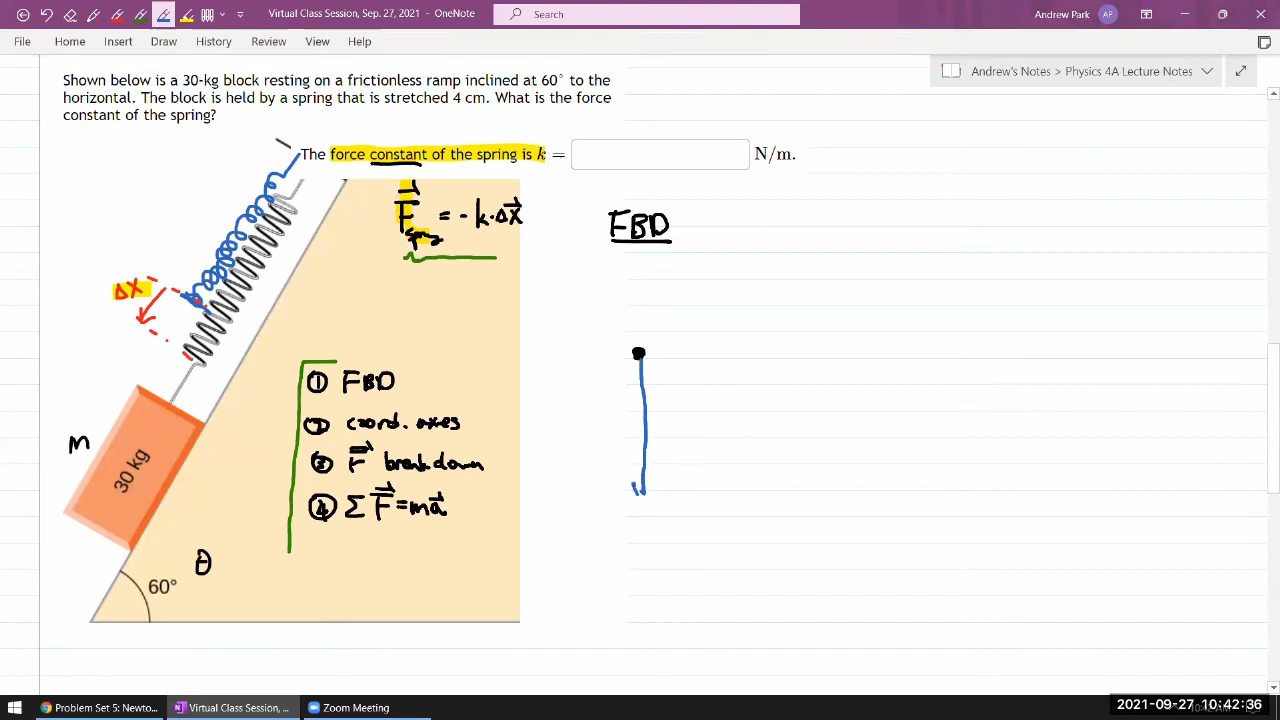 Virtual Class Session, Sep. 27, 2021 - OneNote
Search
Andrew Park
AP
File Home Insert Draw History Review View Help
Andrew's Notes > Physics 4A Lecture Notes
Shown below is a 30-kg block resting on a frictionless ramp inclined at 60° to the
horizontal. The block is held by a spring that is stretched 4 cm. What is the force
constant of the spring?
The force constant of the spring is k = N/m.
F = - k·Δx
FBD
Δx
① FBD
② coord. axes
③ F breakdown
④ ΣF = ma
m
30 kg
θ
60°
Problem Set 5: Newto...
Virtual Class Session, ...
Zoom Meeting
2021-09-27 10:42:36